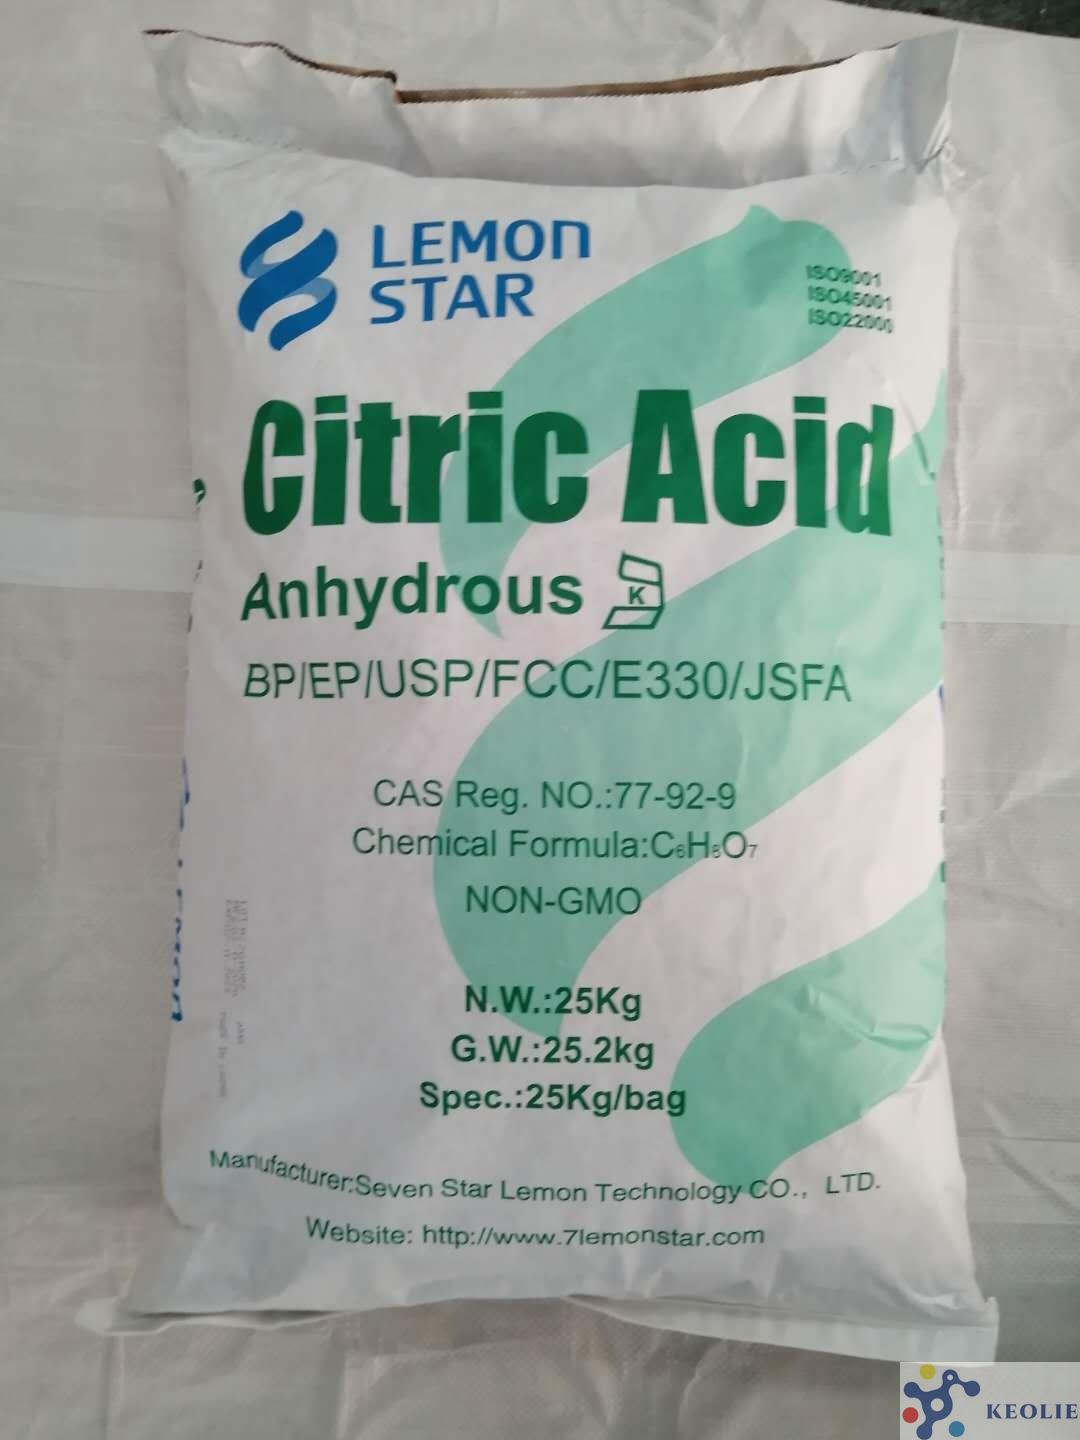 LEMON
STAR
ISO9001
ISO45001
ISO22000
Citric Acid
Anhydrous K
BP/EP/USP/FCC/E330/JSFA
CAS Reg. NO.:77-92-9
Chemical Formula:C₆H₈O₇
NON-GMO
N.W.:25Kg
G.W.:25.2kg
Spec.:25Kg/bag
Manufacturer:Seven Star Lemon Technology CO., LTD.
Website: http://www.7lemonstar.com
KEOLIE